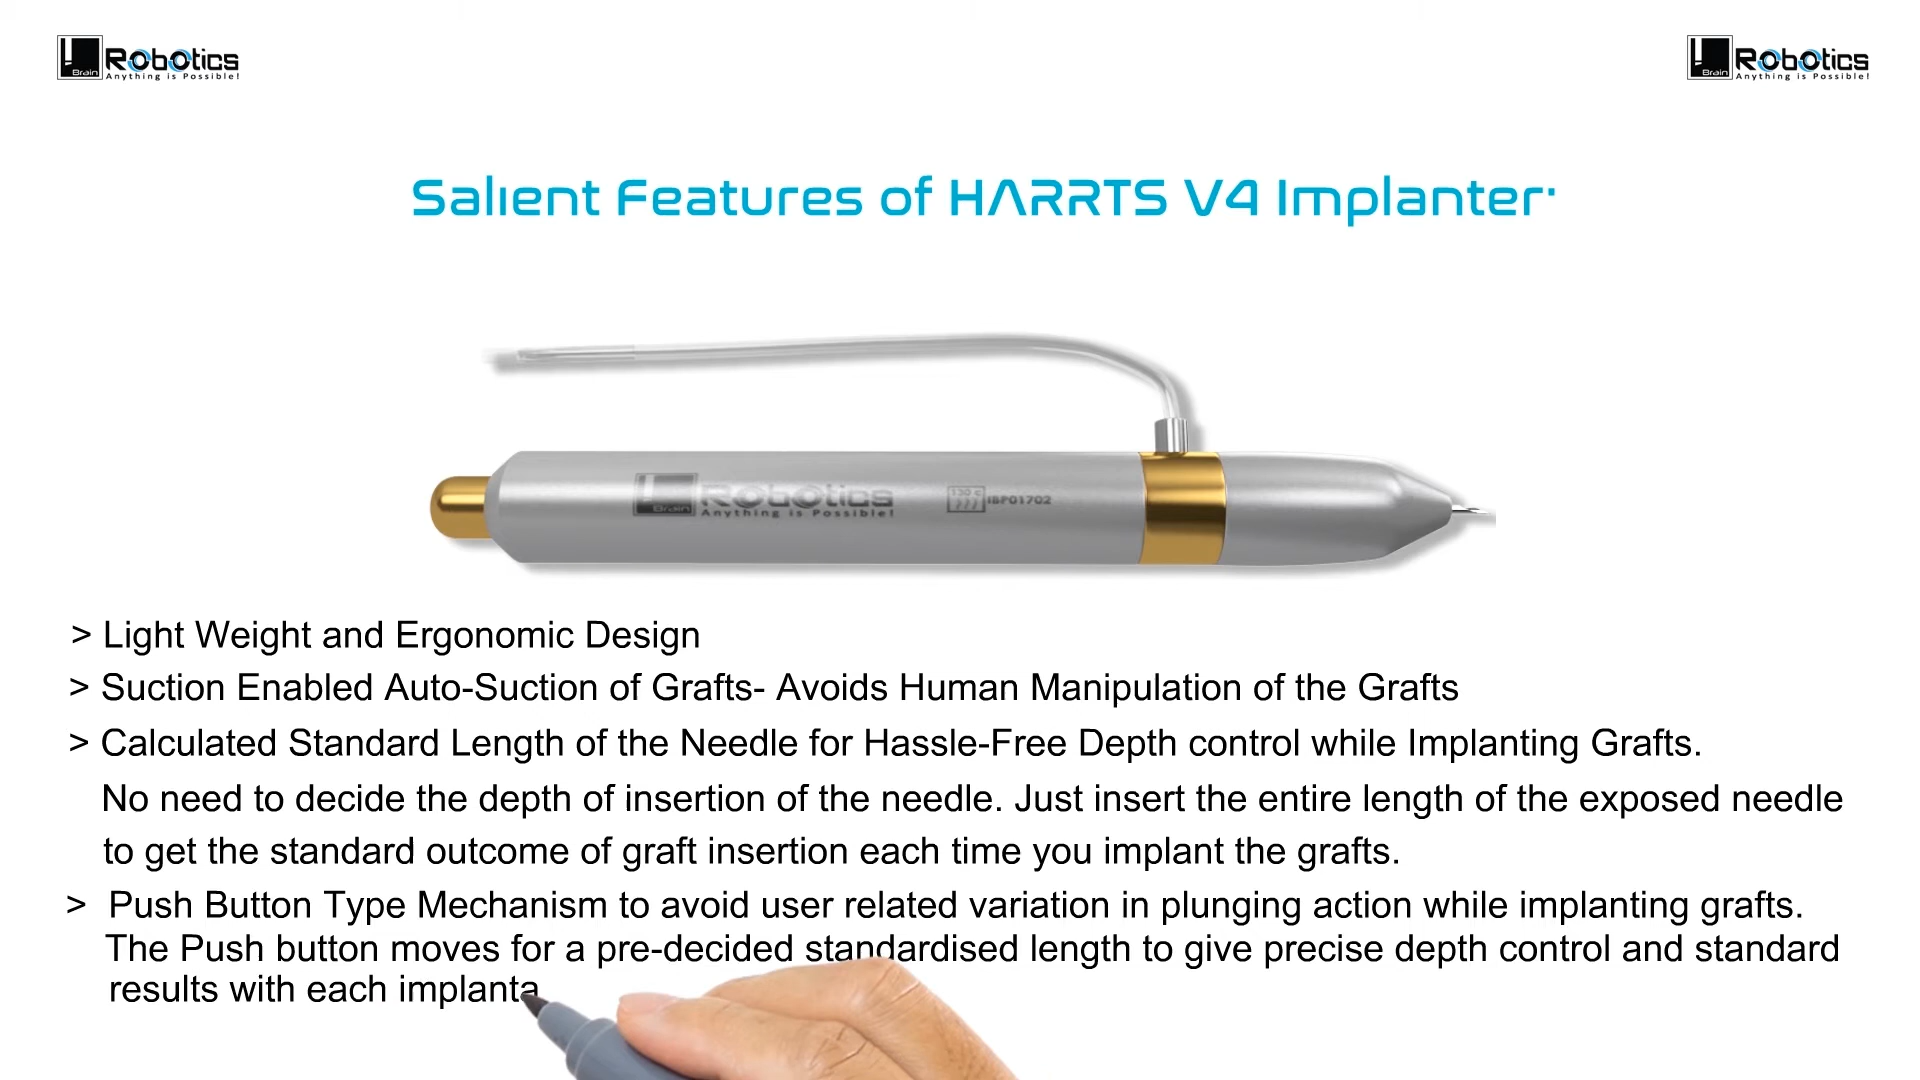 Brain Robotics
Anything is Possible!
Brain Robotics
Anything is Possible!
Salient Features of HARRTS V4 Implanter
Brain Robotics
Anything is Possible!
130 c
IBP01702
> Light Weight and Ergonomic Design
> Suction Enabled Auto-Suction of Grafts- Avoids Human Manipulation of the Grafts
> Calculated Standard Length of the Needle for Hassle-Free Depth control while Implanting Grafts.
No need to decide the depth of insertion of the needle. Just insert the entire length of the exposed needle
to get the standard outcome of graft insertion each time you implant the grafts.
> Push Button Type Mechanism to avoid user related variation in plunging action while implanting grafts.
The Push button moves for a pre-decided standardised length to give precise depth control and standard
results with each implanta